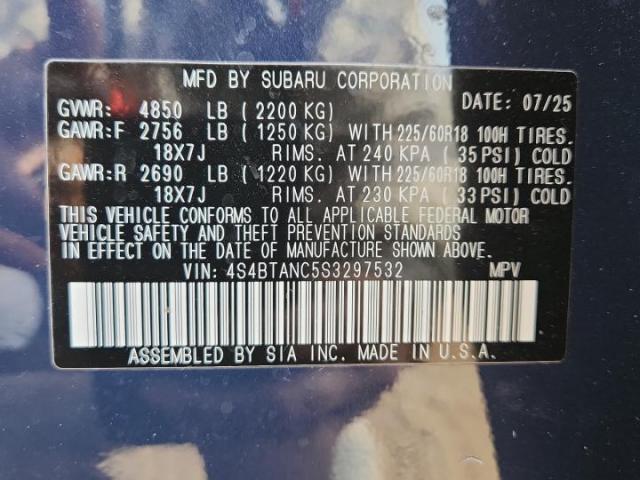 MFD BY SUBARU CORPORATION
GVWR: 4850 LB ( 2200 KG) DATE: 07/25
GAWR:F 2756 LB ( 1250 KG) WITH 225/60R18 100H TIRES.
18X7J RIMS. AT 240 KPA ( 35 PSI) COLD
GAWR:R 2690 LB ( 1220 KG) WITH 225/60R18 100H TIRES.
18X7J RIMS. AT 230 KPA ( 33 PSI) COLD
THIS VEHICLE CONFORMS TO ALL APPLICABLE FEDERAL MOTOR
VEHICLE SAFETY AND THEFT PREVENTION STANDARDS
IN EFFECT ON THE DATE OF MANUFACTURE SHOWN ABOVE.
VIN: 4S4BTANC5S3297532 MPV
ASSEMBLED BY SIA INC. MADE IN U.S.A.